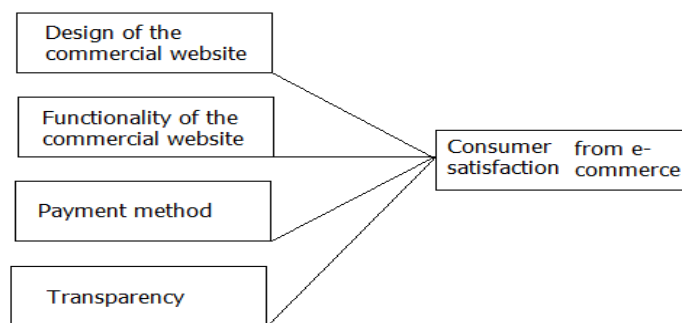 Design of the
commercial website
Functionality of the
commercial website
Payment method
Transparency
Consumer from e-
satisfaction commerce